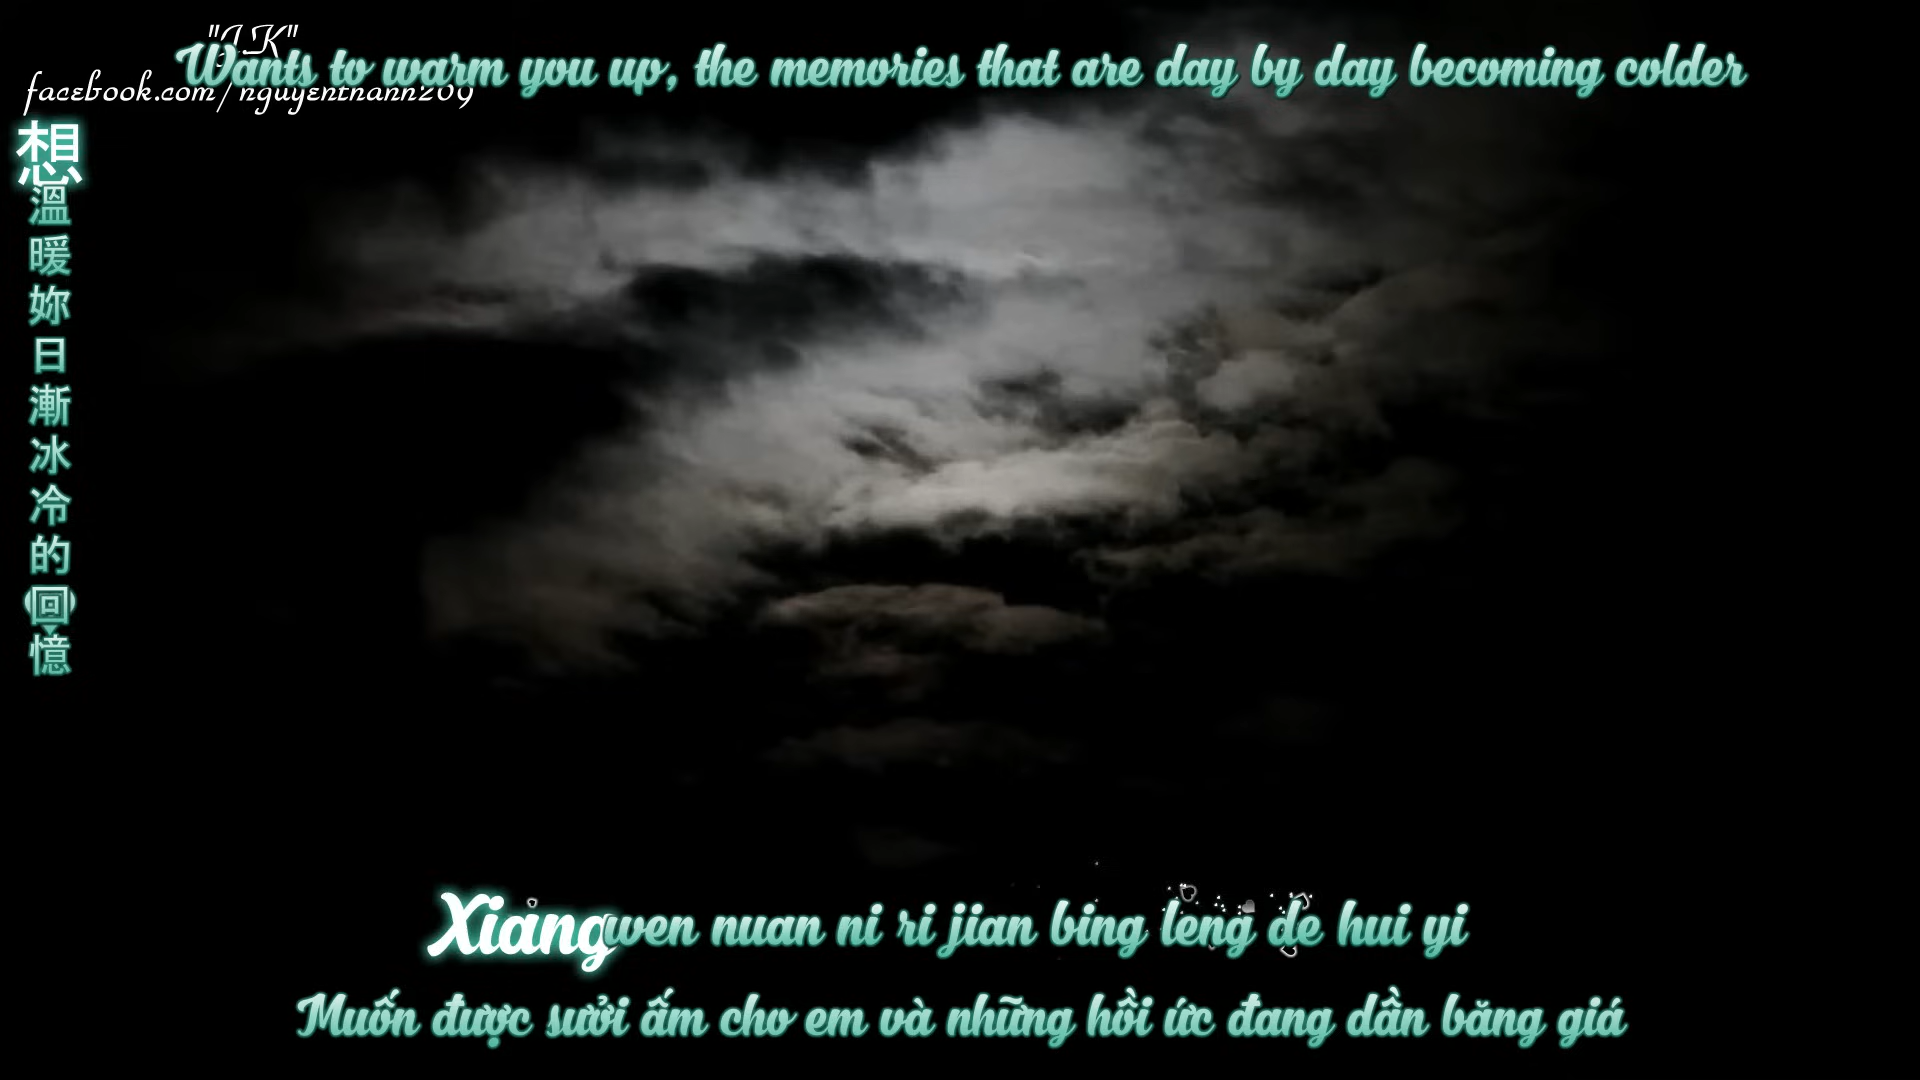 "J.K"
Wants to warm you up, the memories that are day by day becoming colder
facebook.com/nguyentnann209
想溫暖妳日漸冰冷的回憶
Xiang wen nuan ni ri jian bing leng de hui yi
Muốn được sưởi ấm cho em và những hồi ức đang dần băng giá